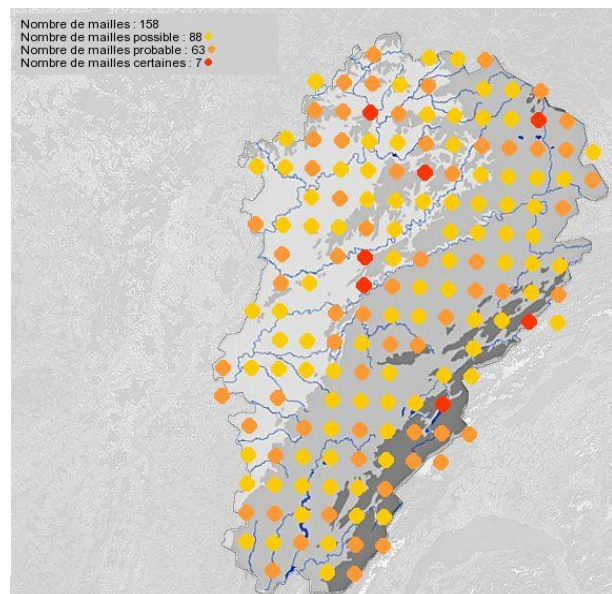 Nombre de mailles : 158
Nombre de mailles possible : 88
Nombre de mailles probable : 63
Nombre de mailles certaines : 7